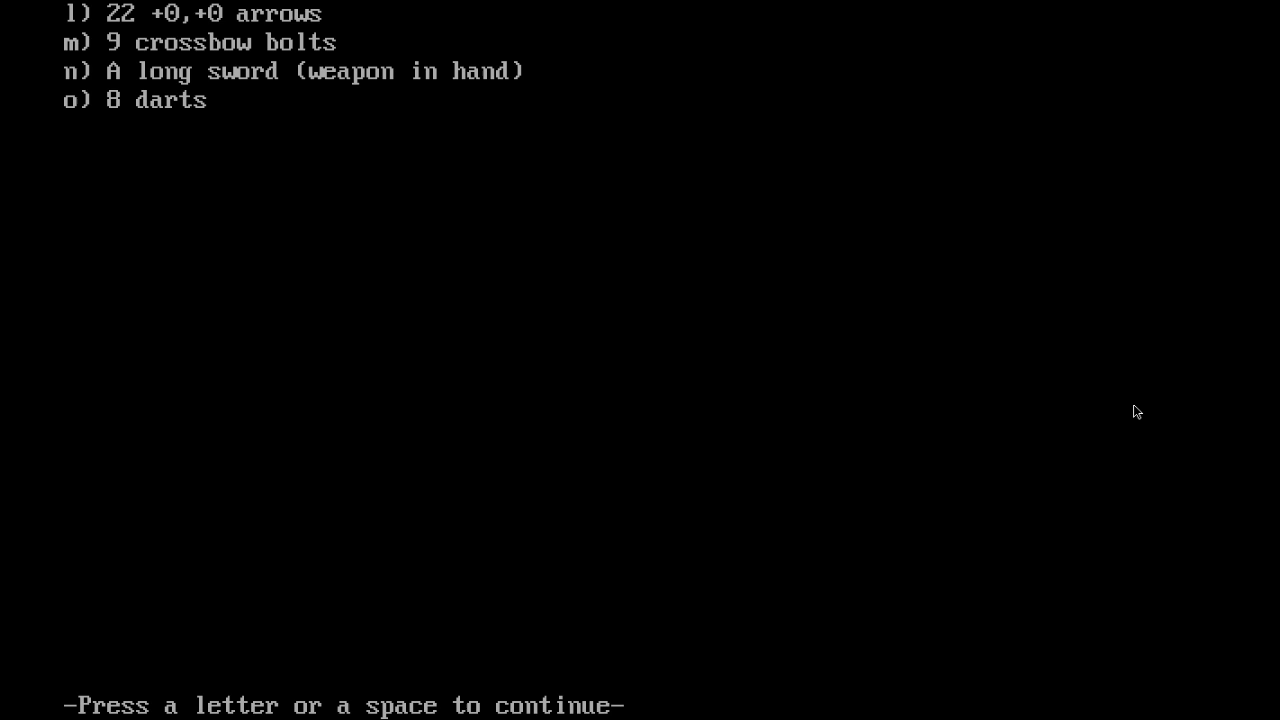 l) 22 +0,+0 arrows
m) 9 crossbow bolts
n) A long sword (weapon in hand)
o) 8 darts
-Press a letter or a space to continue-